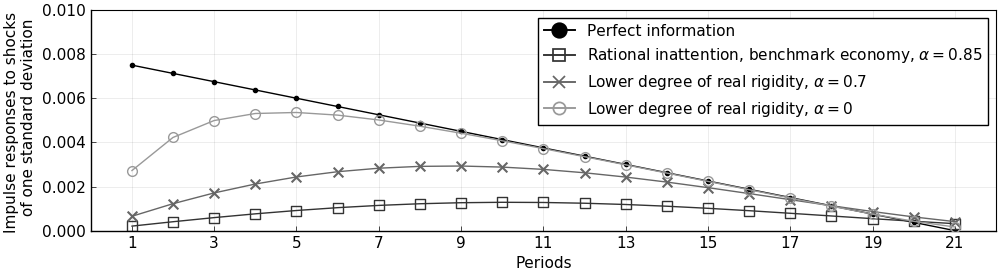 Impulse responses to shocks
of one standard deviation
0.010
0.008
0.006
0.004
0.002
0.000
Perfect information
Rational inattention, benchmark economy, α = 0.85
Lower degree of real rigidity, α = 0.7
Lower degree of real rigidity, α = 0
1 3 5 7 9 11 13 15 17 19 21
Periods